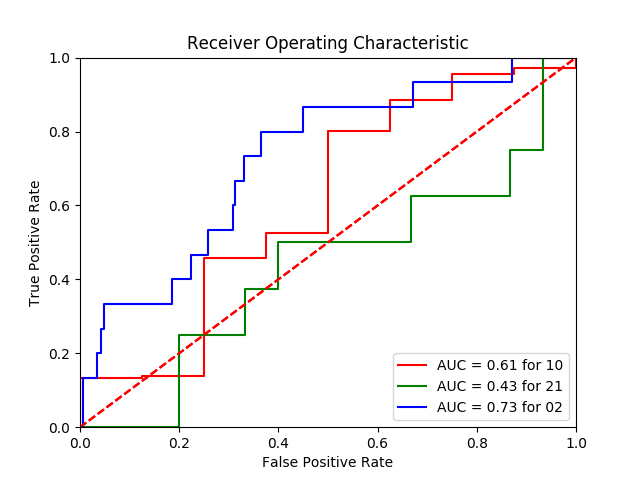 Receiver Operating Characteristic
1.0
0.8
0.6
0.4
0.2
0.0
True Positive Rate
AUC = 0.61 for 10
AUC = 0.43 for 21
AUC = 0.73 for 02
0.0 0.2 0.4 0.6 0.8 1.0
False Positive Rate